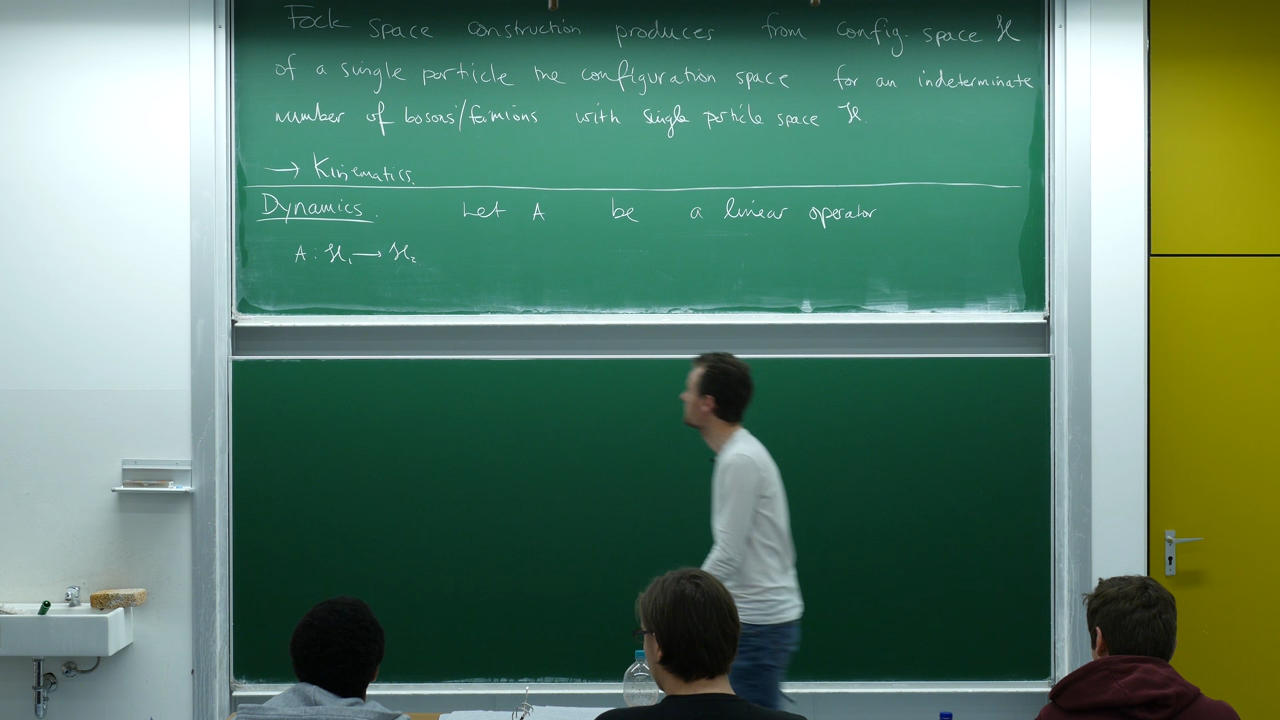 Fock space construction produces from config. space ℋ
of a single particle the configuration space for an indeterminate
number of bosons/fermions with single particle space ℋ.
→ Kinematics.
Dynamics. Let A be a linear operator
A : ℋ₁ → ℋ₂